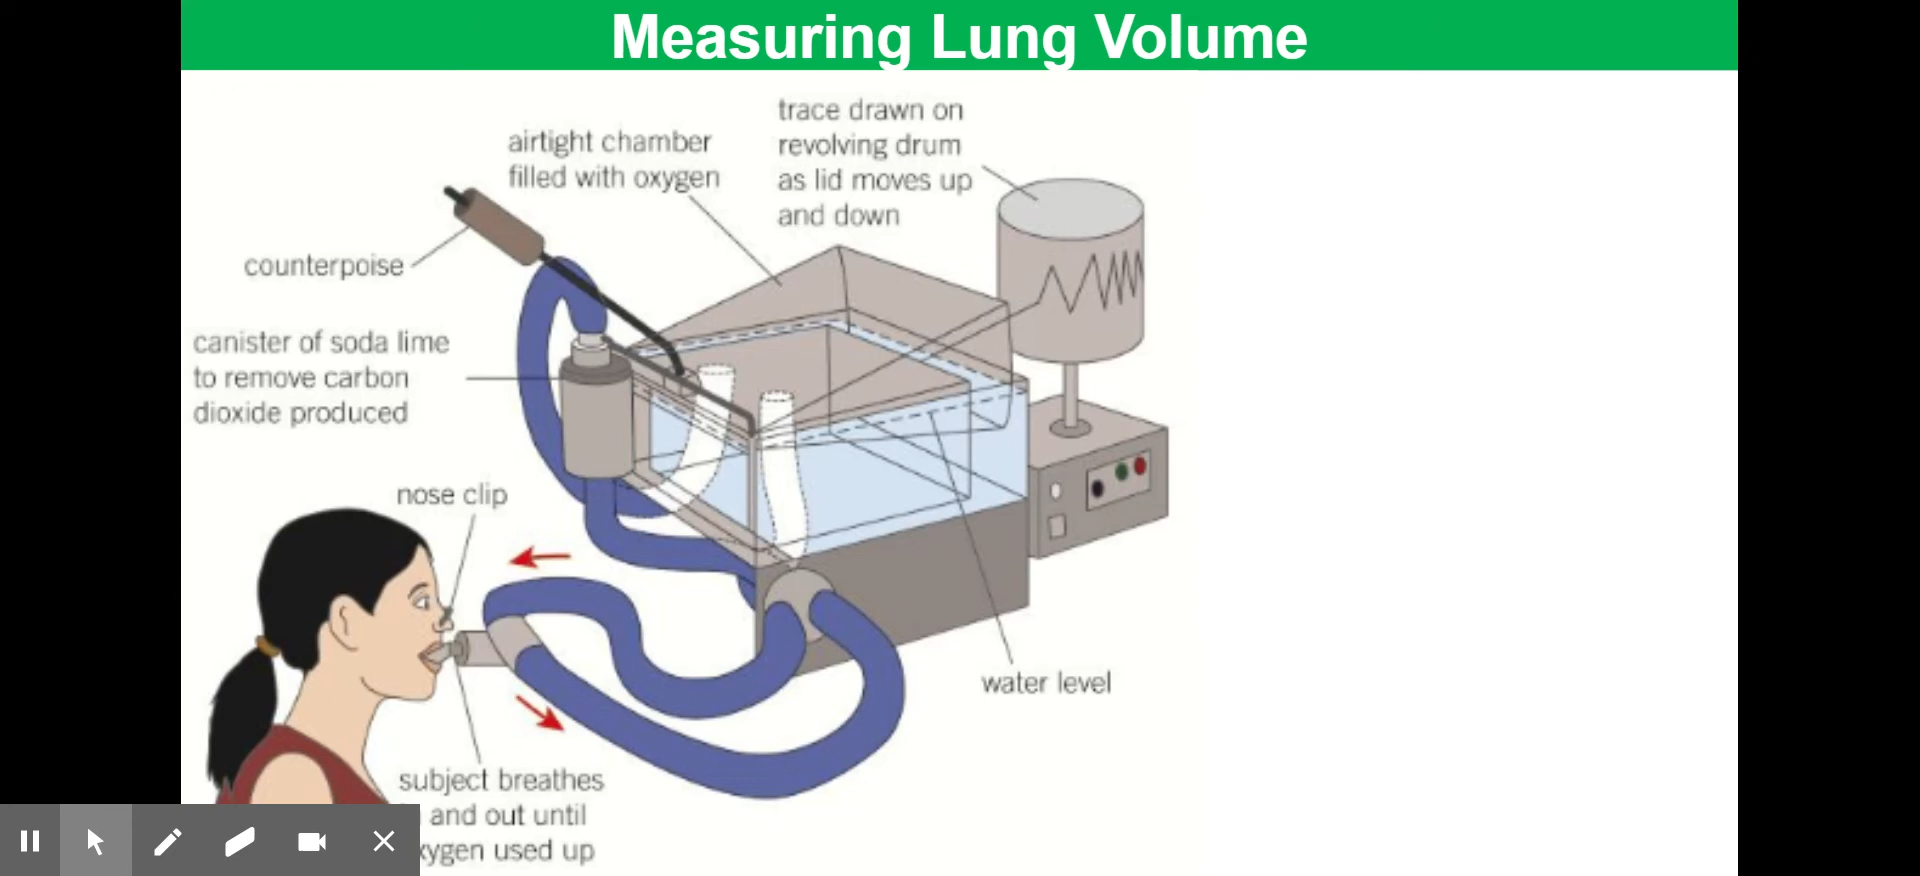 Measuring Lung Volume
trace drawn on
revolving drum
as lid moves up
and down
airtight chamber
filled with oxygen
counterpoise
canister of soda lime
to remove carbon
dioxide produced
nose clip
water level
subject breathes
and out until
xygen used up